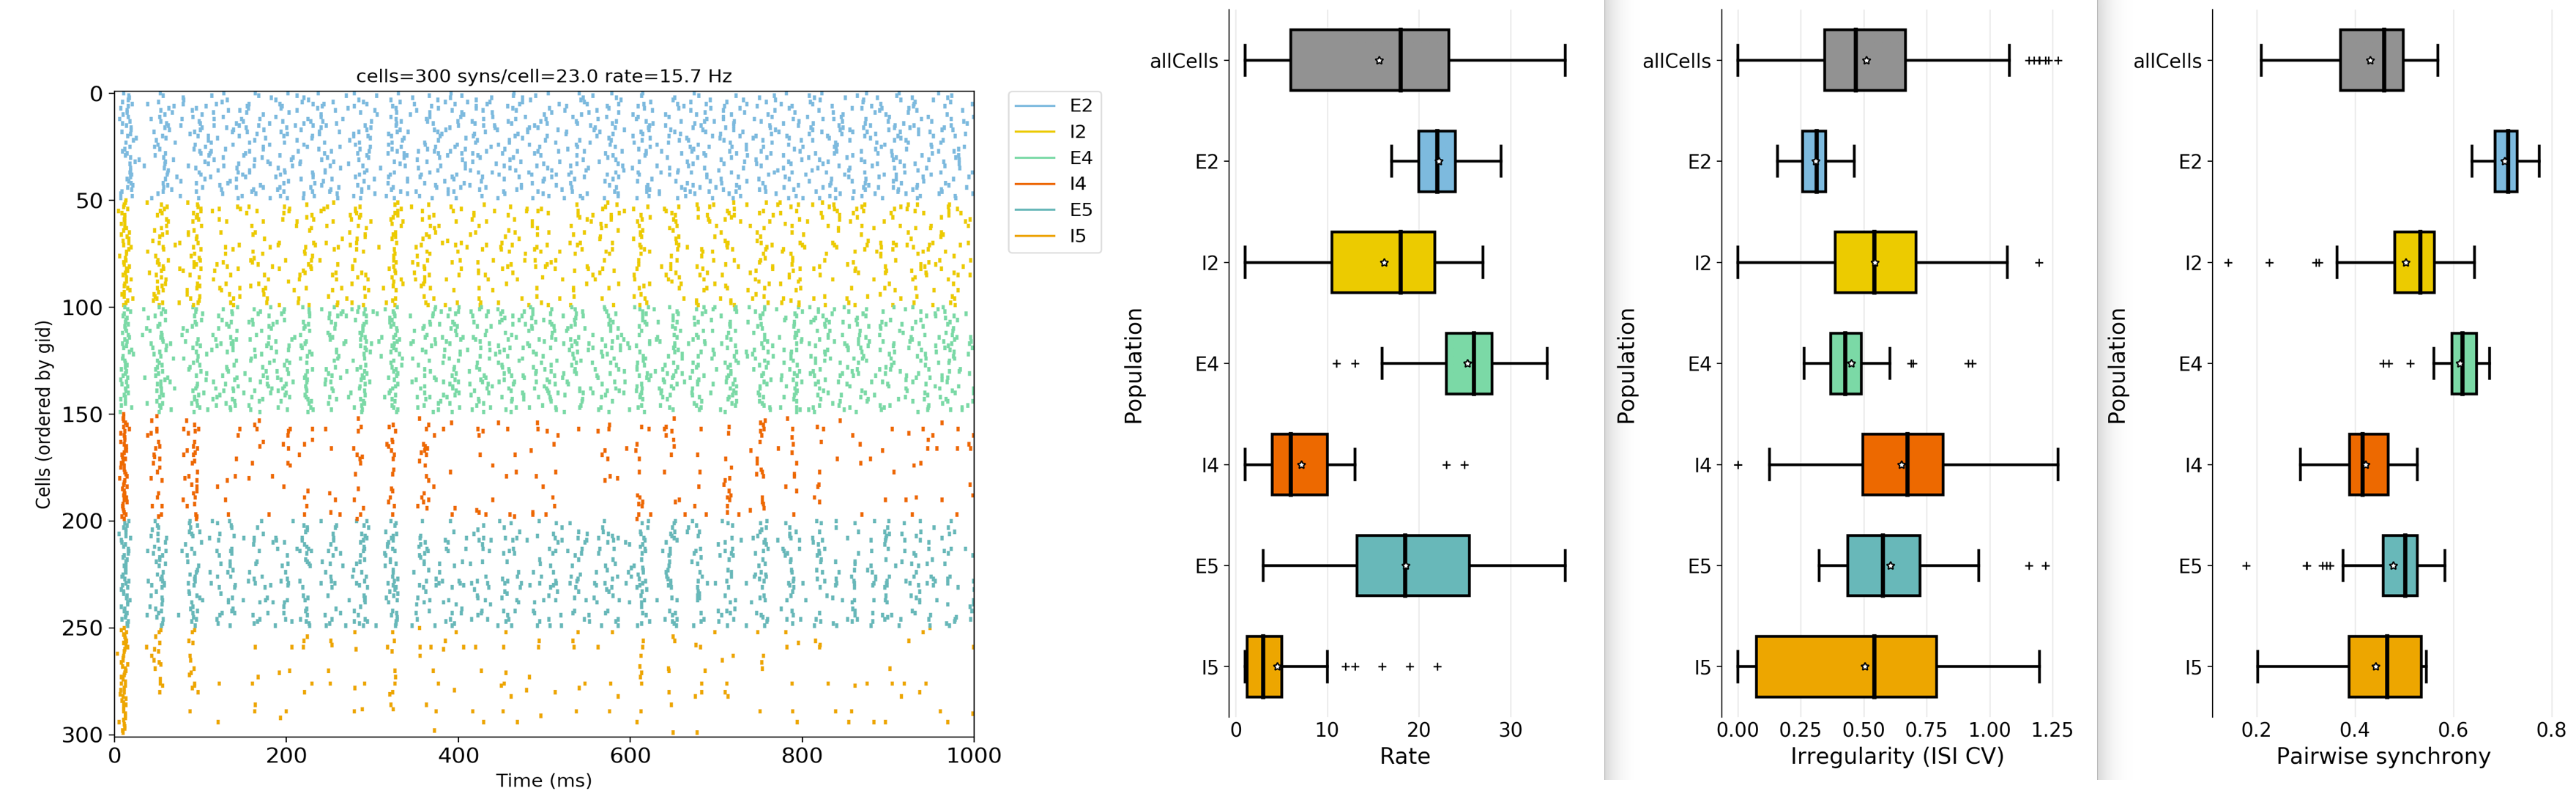 cells=300 syns/cell=23.0 rate=15.7 Hz
Cells (ordered by gid)
0
50
100
150
200
250
300
0 200 400 600 800 1000
Time (ms)
E2
I2
E4
I4
E5
I5
Population
allCells
E2
I2
E4
I4
E5
I5
0 10 20 30
Rate
Population
allCells
E2
I2
E4
I4
E5
I5
0.00 0.25 0.50 0.75 1.00 1.25
Irregularity (ISI CV)
Population
allCells
E2
I2
E4
I4
E5
I5
0.2 0.4 0.6 0.8
Pairwise synchrony